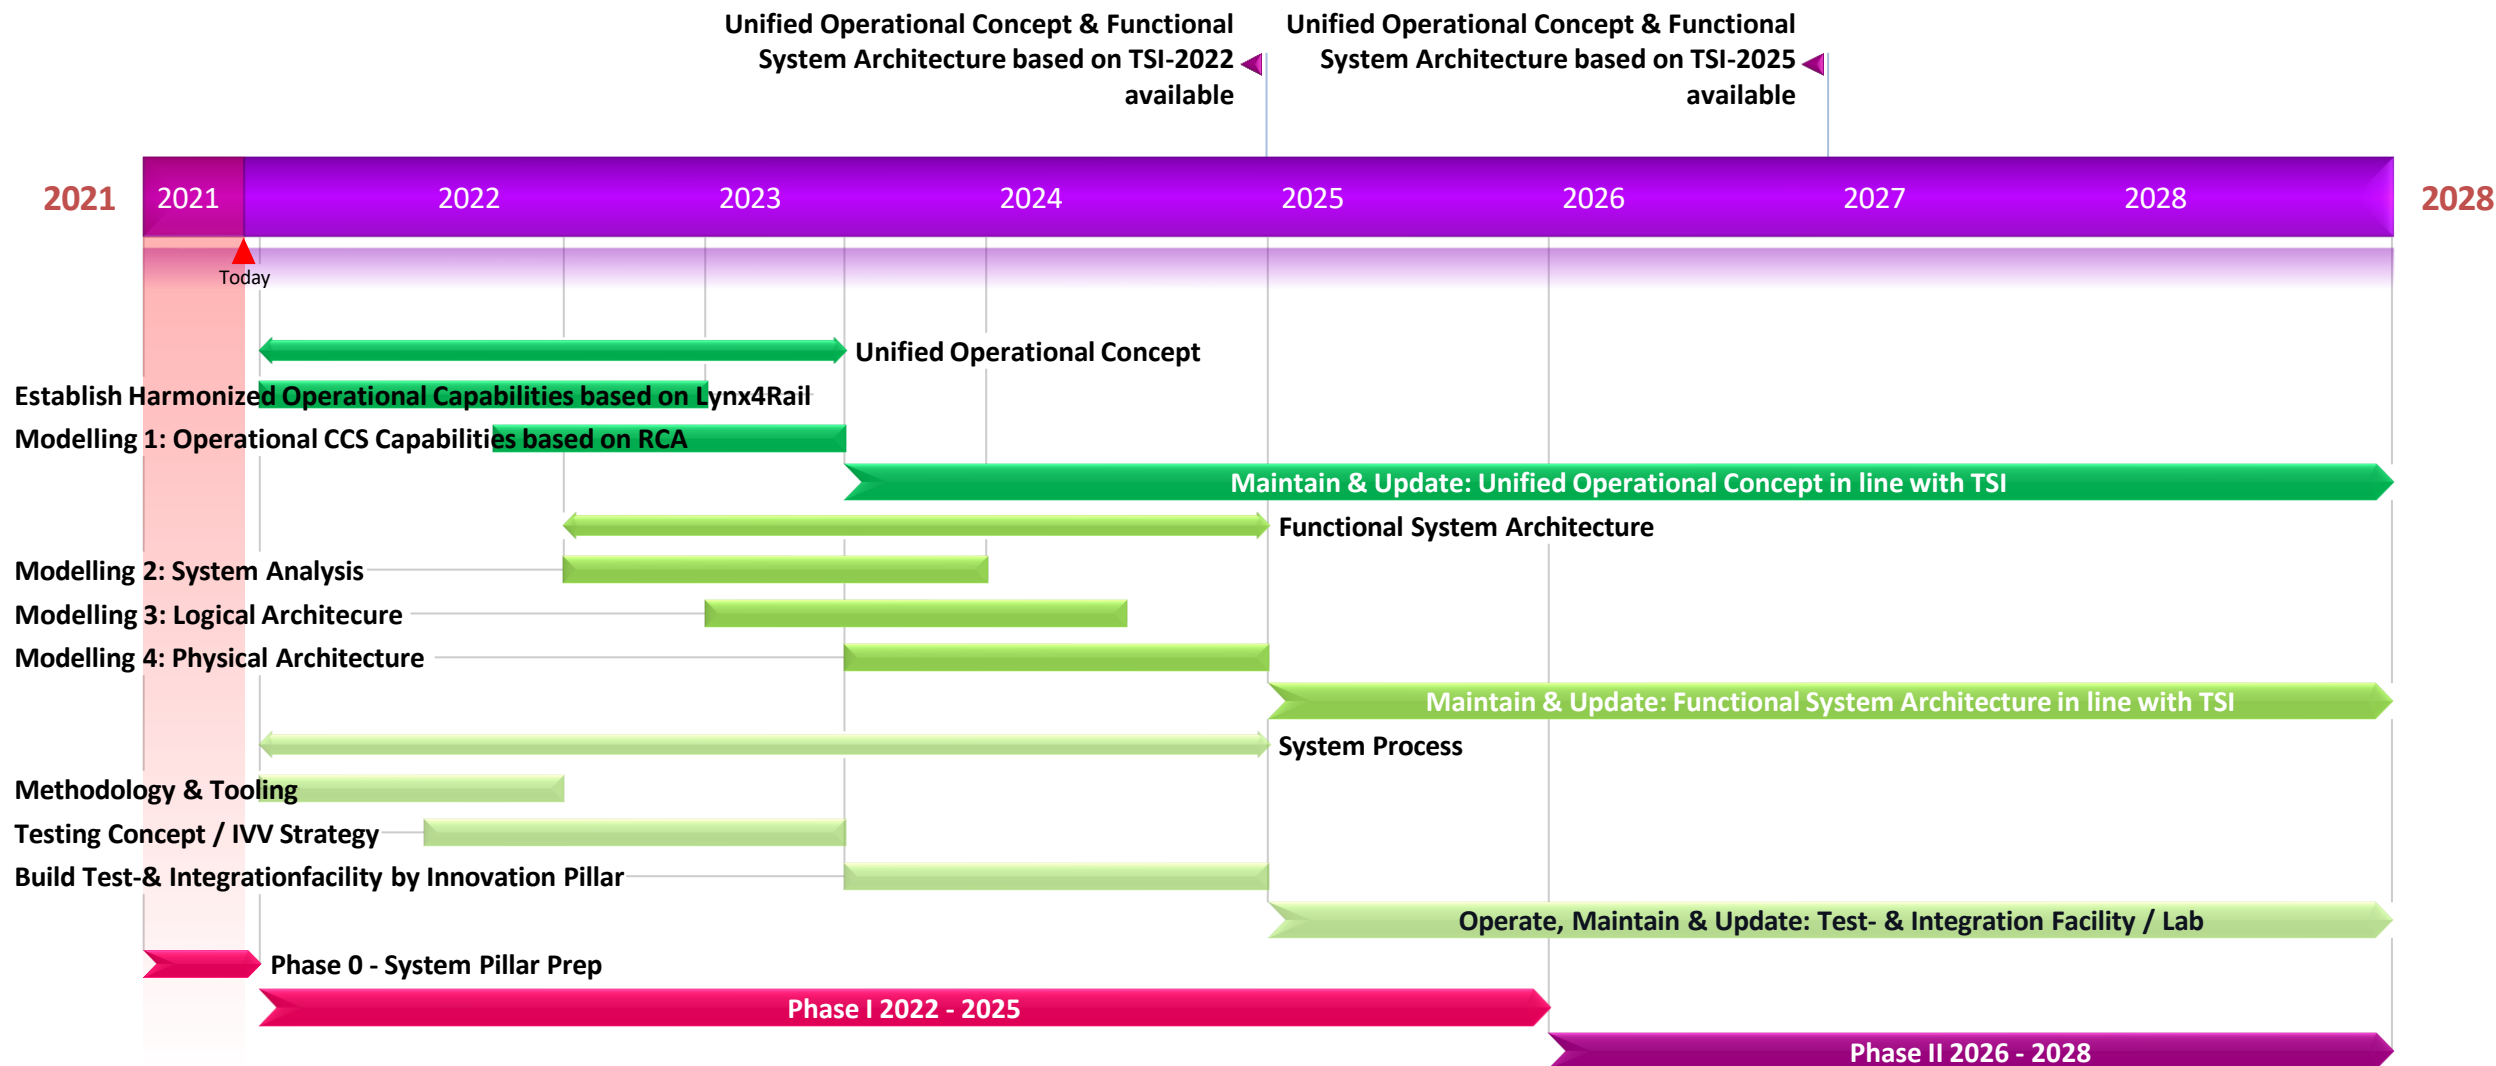 Unified Operational Concept & Functional
System Architecture based on TSI-2022
available
Unified Operational Concept & Functional
System Architecture based on TSI-2025
available
2021
2021
2022
2023
2024
2025
2026
2027
2028
2028
Today
Unified Operational Concept
Establish Harmonized Operational Capabilities based on Lynx4Rail
Modelling 1: Operational CCS Capabilities based on RCA
Maintain & Update: Unified Operational Concept in line with TSI
Functional System Architecture
Modelling 2: System Analysis
Modelling 3: Logical Architecure
Modelling 4: Physical Architecture
Maintain & Update: Functional System Architecture in line with TSI
System Process
Methodology & Tooling
Testing Concept / IVV Strategy
Build Test-& Integrationfacility by Innovation Pillar
Operate, Maintain & Update: Test- & Integration Facility / Lab
Phase 0 - System Pillar Prep
Phase I 2022 - 2025
Phase II 2026 - 2028